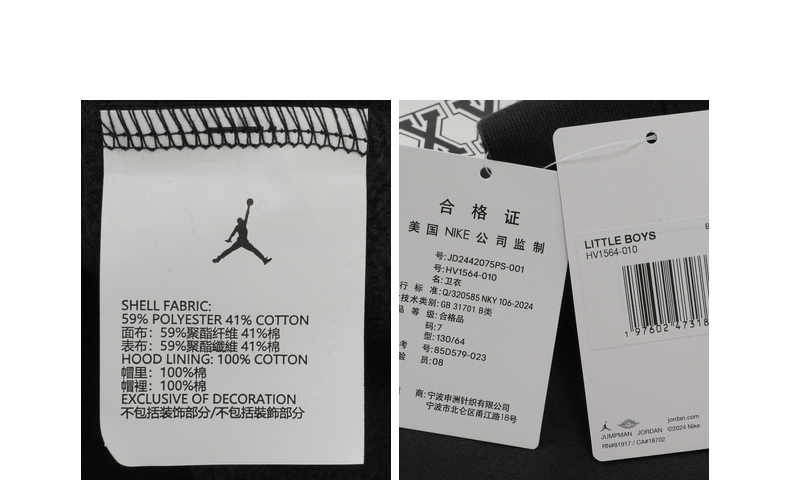 SHELL FABRIC:
59% POLYESTER 41% COTTON
面布：59%聚酯纤维 41%棉
表布：59%聚酯纖維 41%棉
HOOD LINING: 100% COTTON
帽里：100%棉
帽裡：100%棉
EXCLUSIVE OF DECORATION
不包括装饰部分/不包括裝飾部分
合格证
美国 NIKE 公司监制
号:JD2442075PS-001
号:HV1564-010
名:卫衣
行 标 准:Q/320585 NKY 106-2024
技术类别:GB 31701 B类
品 等 级:合格品
码:7
型:130/64
考 号:85D579-023
验 员:08
商:宁波申洲针织有限公司
宁波市北仑区甬江路18号
LITTLE BOYS
HV1564-010
1 97602 47318
jordan.com
JUMPMAN JORDAN ©2024 Nike
RN#81917 / CA#18702